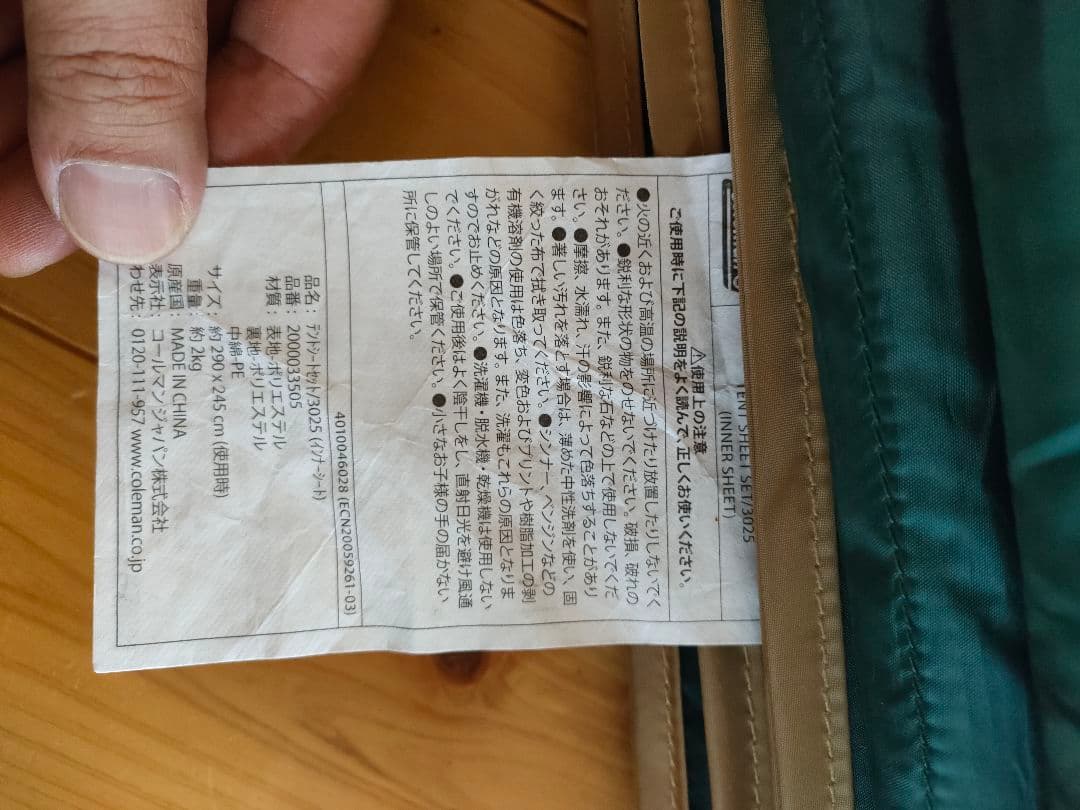 TENT SHEET SET/3025
(INNER SHEET)
⚠使用上の注意
ご使用時に下記の説明をよく読んで、正しくお使いください。
●火の近くおよび高温の場所に近づけたり放置したりしないでく
ださい。●鋭利な形状の物をのせないでください。破損、破れの
おそれがあります。また、鋭利な石などの上で使用しないでくだ
さい。●摩擦、水濡れ、汗の影響によって色落ちすることがあり
ます。●著しい汚れを落とす場合は、薄めた中性洗剤を使い、固
く絞った布で拭き取ってください。●シンナー、ベンジンなどの
有機溶剤の使用は色落ち、変色およびプリントや樹脂加工の剥
がれなどの原因となります。また、洗濯もこれらの原因となりま
すのでお止めください。●洗濯機・脱水機・乾燥機は使用しない
でください。●ご使用後はよく陰干しをし、直射日光を避け風通
しのよい場所で保管ください。●小さなお子様の手の届かない
所に保管してください。
4010046028 (ECN20059261-03)
品名：テントシートセット/3025 (インナーシート)
品番：2000033505
材質：表地-ポリエステル
裏地-ポリエステル
中綿-PE
サイズ：約 290 x 245 cm (使用時)
重量：約 2kg
原産国：MADE IN CHINA
表示社：コールマン ジャパン株式会社
わせ先：0120-111-957 www.coleman.co.jp